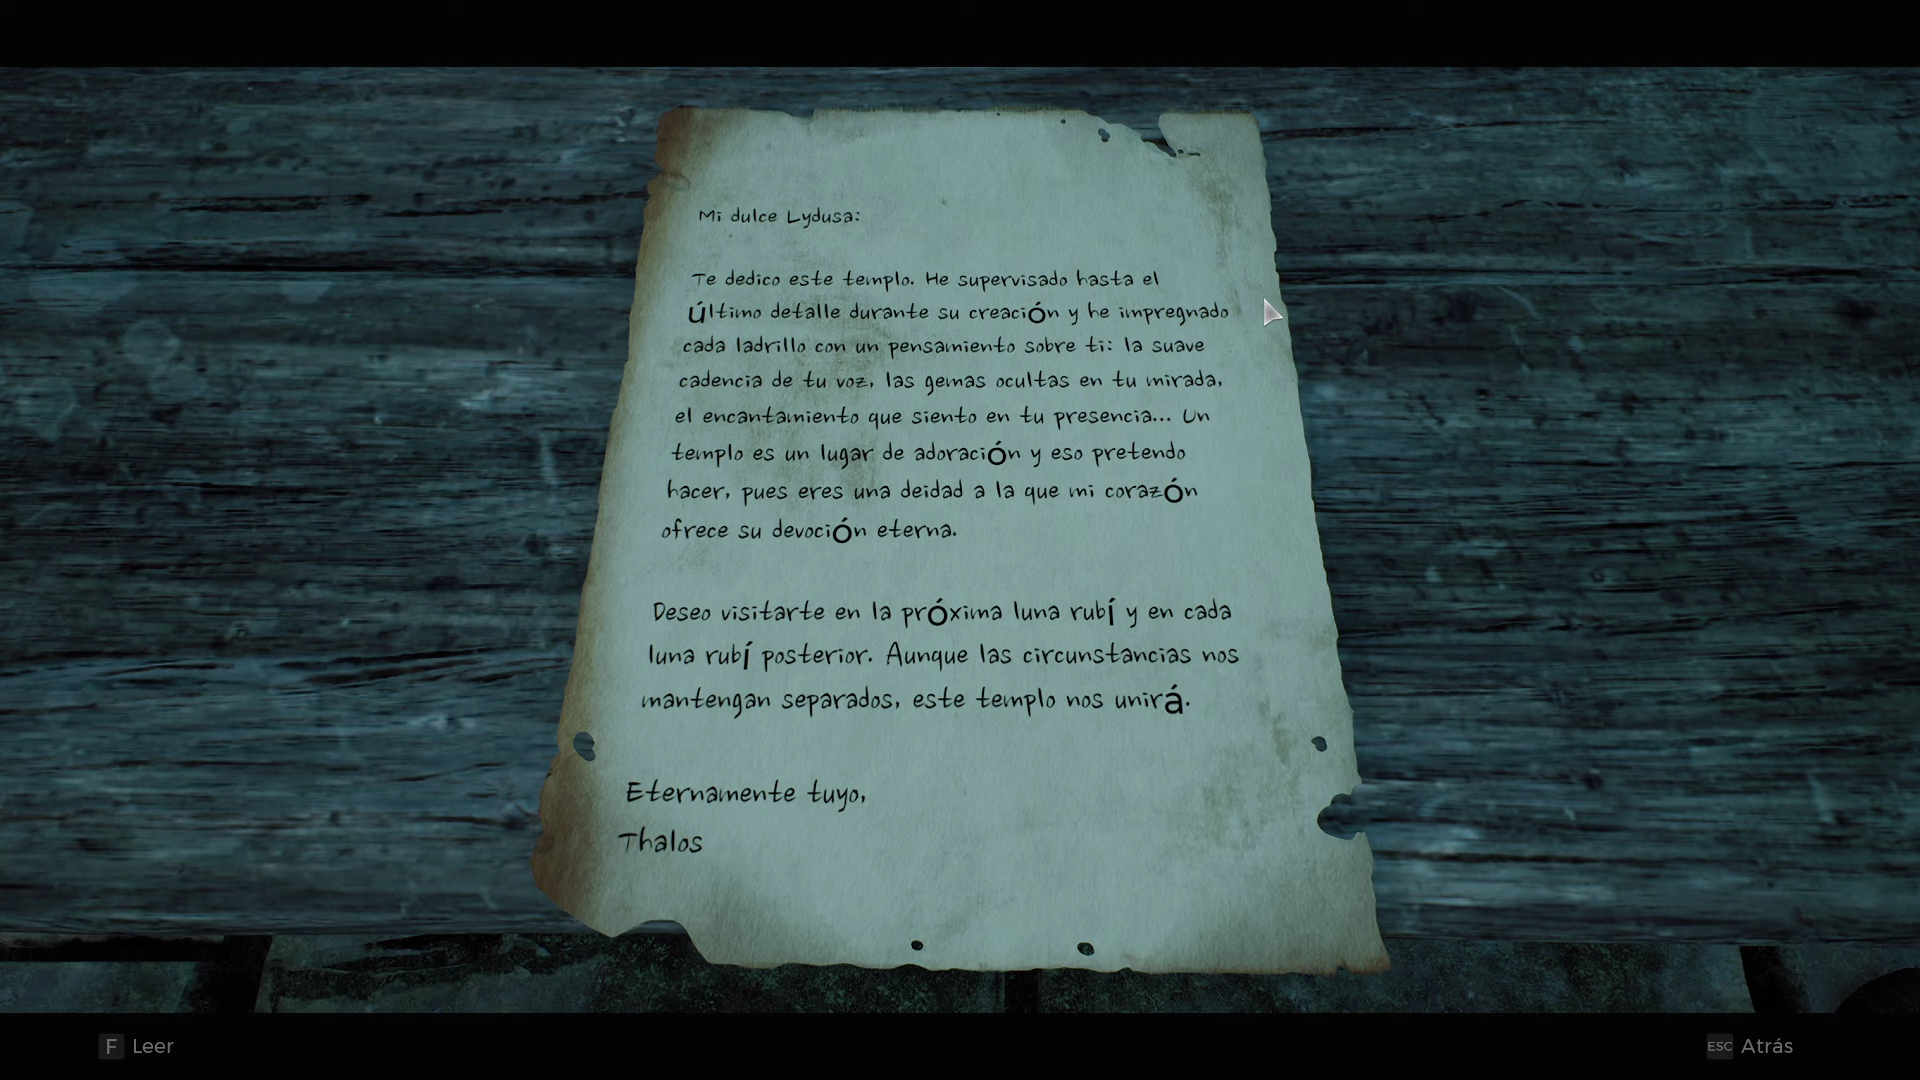 Mi dulce Lydusa:
Te dedico este templo. He supervisado hasta el
último detalle durante su creación y he impregnado
cada ladrillo con un pensamiento sobre ti: la suave
cadencia de tu voz, las gemas ocultas en tu mirada,
el encantamiento que siento en tu presencia... Un
templo es un lugar de adoración y eso pretendo
hacer, pues eres una deidad a la que mi corazón
ofrece su devoción eterna.
Deseo visitarte en la próxima luna rubí y en cada
luna rubí posterior. Aunque las circunstancias nos
mantengan separados, este templo nos unirá.
Eternamente tuyo,
Thalos
F Leer
ESC Atrás